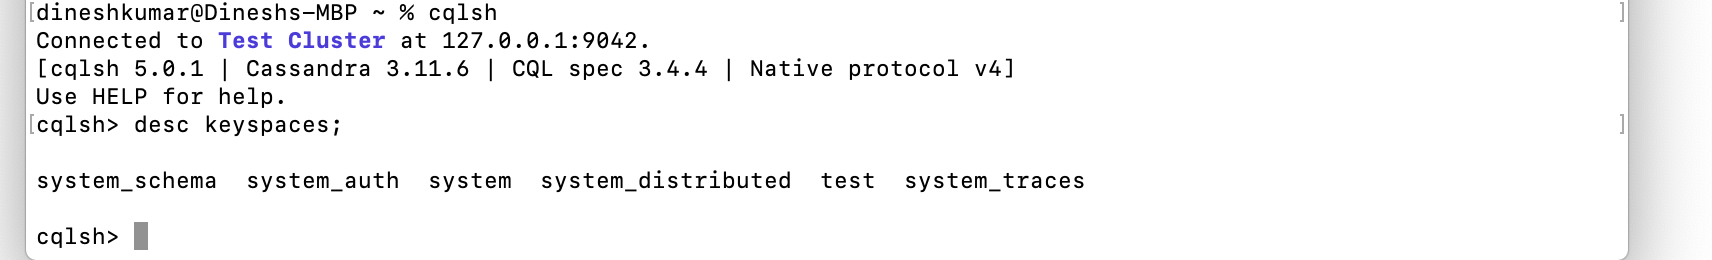 [dineshkumar@Dineshs-MBP ~ % cqlsh ]
Connected to Test Cluster at 127.0.0.1:9042.
[cqlsh 5.0.1 | Cassandra 3.11.6 | CQL spec 3.4.4 | Native protocol v4]
Use HELP for help.
[cqlsh> desc keyspaces; ]
system_schema  system_auth  system  system_distributed  test  system_traces
cqlsh>